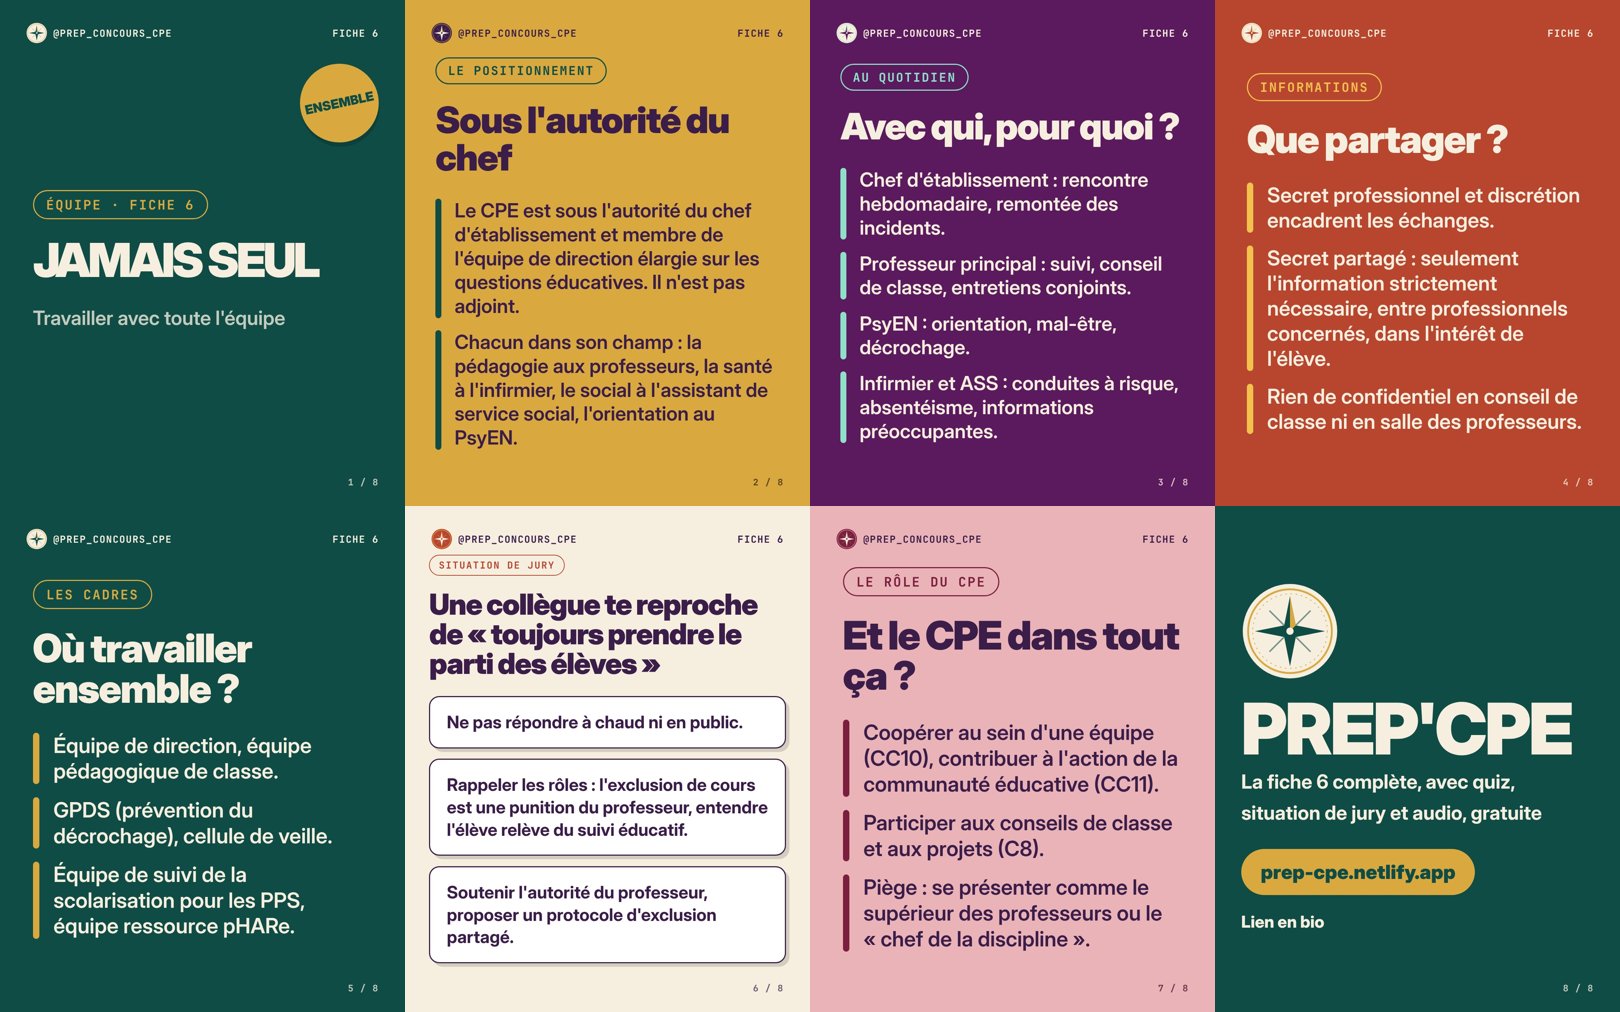 @PREP_CONCOURS_CPE
FICHE 6
ENSEMBLE
ÉQUIPE · FICHE 6
JAMAIS SEUL
Travailler avec toute l'équipe
1 / 8
@PREP_CONCOURS_CPE
FICHE 6
LE POSITIONNEMENT
Sous l'autorité du
chef
Le CPE est sous l'autorité du chef
d'établissement et membre de
l'équipe de direction élargie sur les
questions éducatives. Il n'est pas
adjoint.
Chacun dans son champ : la
pédagogie aux professeurs, la santé
à l'infirmier, le social à l'assistant de
service social, l'orientation au
PsyEN.
2 / 8
@PREP_CONCOURS_CPE
FICHE 6
AU QUOTIDIEN
Avec qui, pour quoi ?
Chef d'établissement : rencontre
hebdomadaire, remontée des
incidents.
Professeur principal : suivi, conseil
de classe, entretiens conjoints.
PsyEN : orientation, mal-être,
décrochage.
Infirmier et ASS : conduites à risque,
absentéisme, informations
préoccupantes.
3 / 8
@PREP_CONCOURS_CPE
FICHE 6
INFORMATIONS
Que partager ?
Secret professionnel et discrétion
encadrent les échanges.
Secret partagé : seulement
l'information strictement
nécessaire, entre professionnels
concernés, dans l'intérêt de
l'élève.
Rien de confidentiel en conseil de
classe ni en salle des professeurs.
4 / 8
@PREP_CONCOURS_CPE
FICHE 6
LES CADRES
Où travailler
ensemble ?
Équipe de direction, équipe
pédagogique de classe.
GPDS (prévention du
décrochage), cellule de veille.
Équipe de suivi de la
scolarisation pour les PPS,
équipe ressource pHARe.
5 / 8
@PREP_CONCOURS_CPE
FICHE 6
SITUATION DE JURY
Une collègue te reproche
de « toujours prendre le
parti des élèves »
Ne pas répondre à chaud ni en public.
Rappeler les rôles : l'exclusion de cours
est une punition du professeur, entendre
l'élève relève du suivi éducatif.
Soutenir l'autorité du professeur,
proposer un protocole d'exclusion
partagé.
6 / 8
@PREP_CONCOURS_CPE
FICHE 6
LE RÔLE DU CPE
Et le CPE dans tout
ça ?
Coopérer au sein d'une équipe
(CC10), contribuer à l'action de la
communauté éducative (CC11).
Participer aux conseils de classe
et aux projets (C8).
Piège : se présenter comme le
supérieur des professeurs ou le
« chef de la discipline ».
7 / 8
PREP'CPE
La fiche 6 complète, avec quiz,
situation de jury et audio, gratuite
prep-cpe.netlify.app
Lien en bio
8 / 8